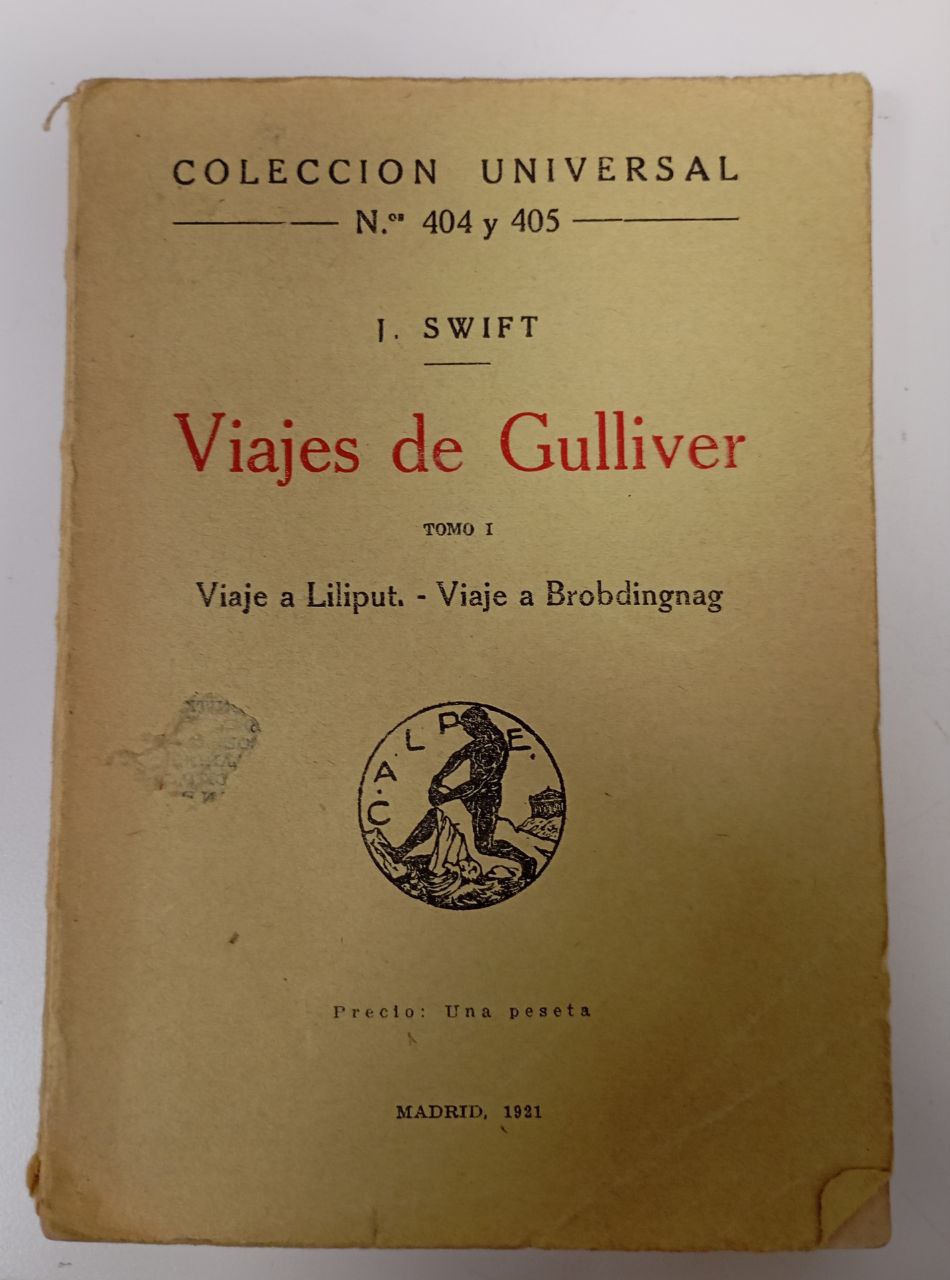 COLECCION UNIVERSAL
N.os 404 y 405
J. SWIFT
Viajes de Gulliver
TOMO I
Viaje a Liliput. - Viaje a Brobdingnag
CALPE.
Precio: Una peseta
MADRID, 1921